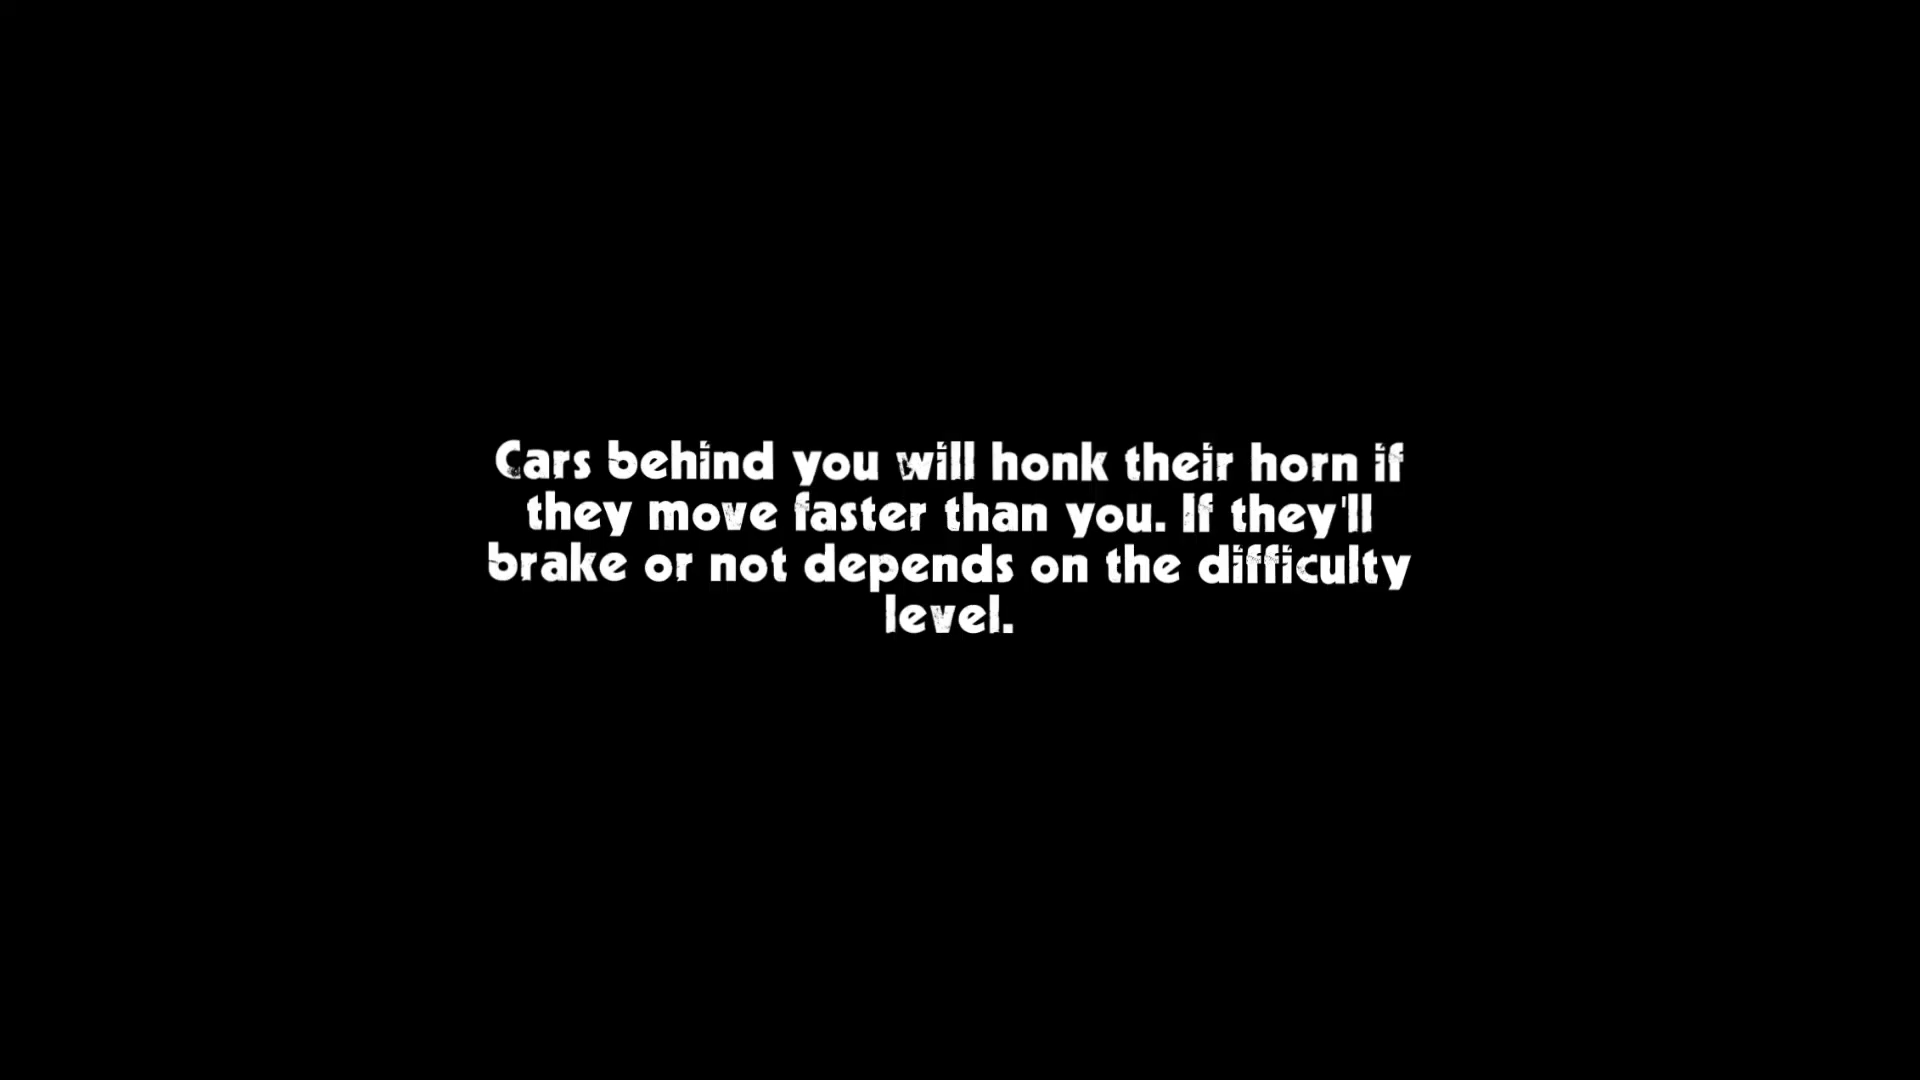 Cars behind you will honk their horn if
they move faster than you. If they'll
brake or not depends on the difficulty
level.